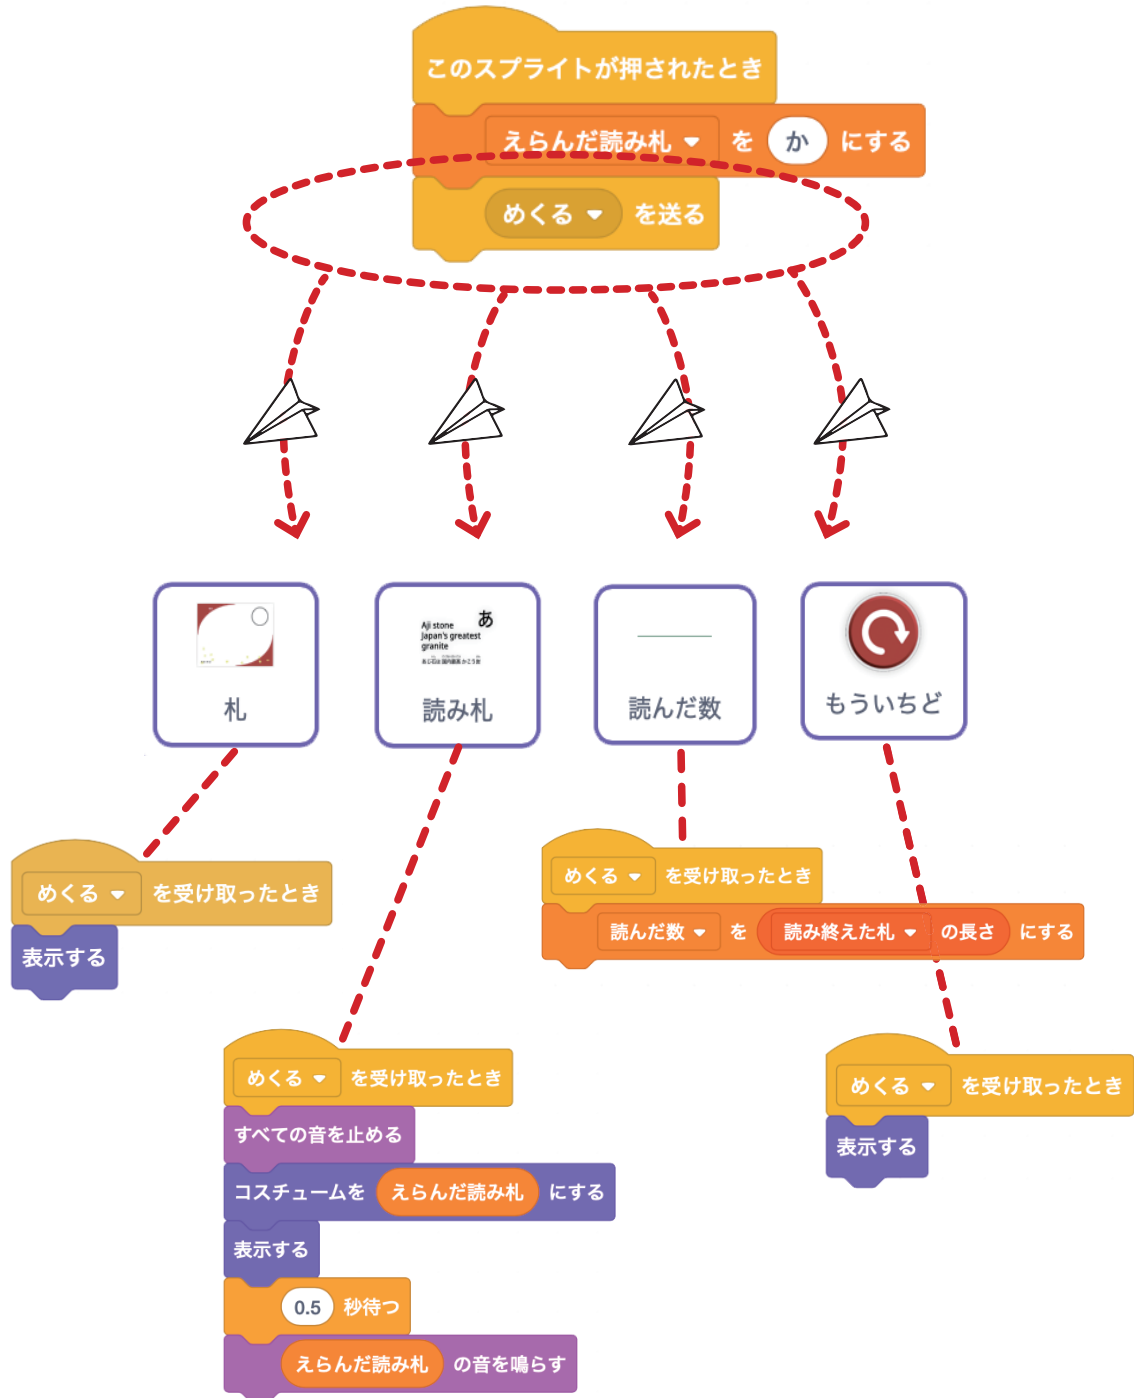 このスプライトが押されたとき
えらんだ読み札 を か にする
めくる を送る
あ
Aji stone
Japan's greatest
granite
札
読み札
読んだ数
もういちど
めくる を受け取ったとき
表示する
めくる を受け取ったとき
読んだ数 を 読み終えた札 の長さ にする
めくる を受け取ったとき
すべての音を止める
コスチュームを えらんだ読み札 にする
表示する
0.5 秒待つ
えらんだ読み札 の音を鳴らす
めくる を受け取ったとき
表示する